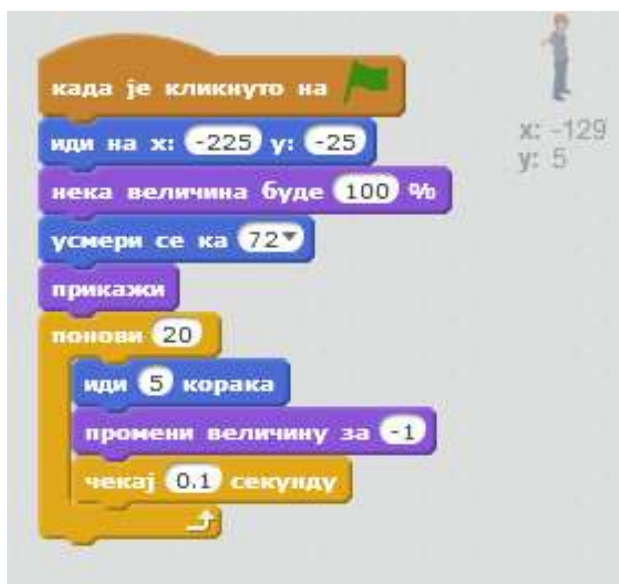 када је кликнуто на
иди на x: -225 y: -25
нека величина буде 100 %
усмери се ка 72
прикажи
понови 20
иди 5 корака
промени величину за -1
чекај 0.1 секунду
x: -129
y: 5